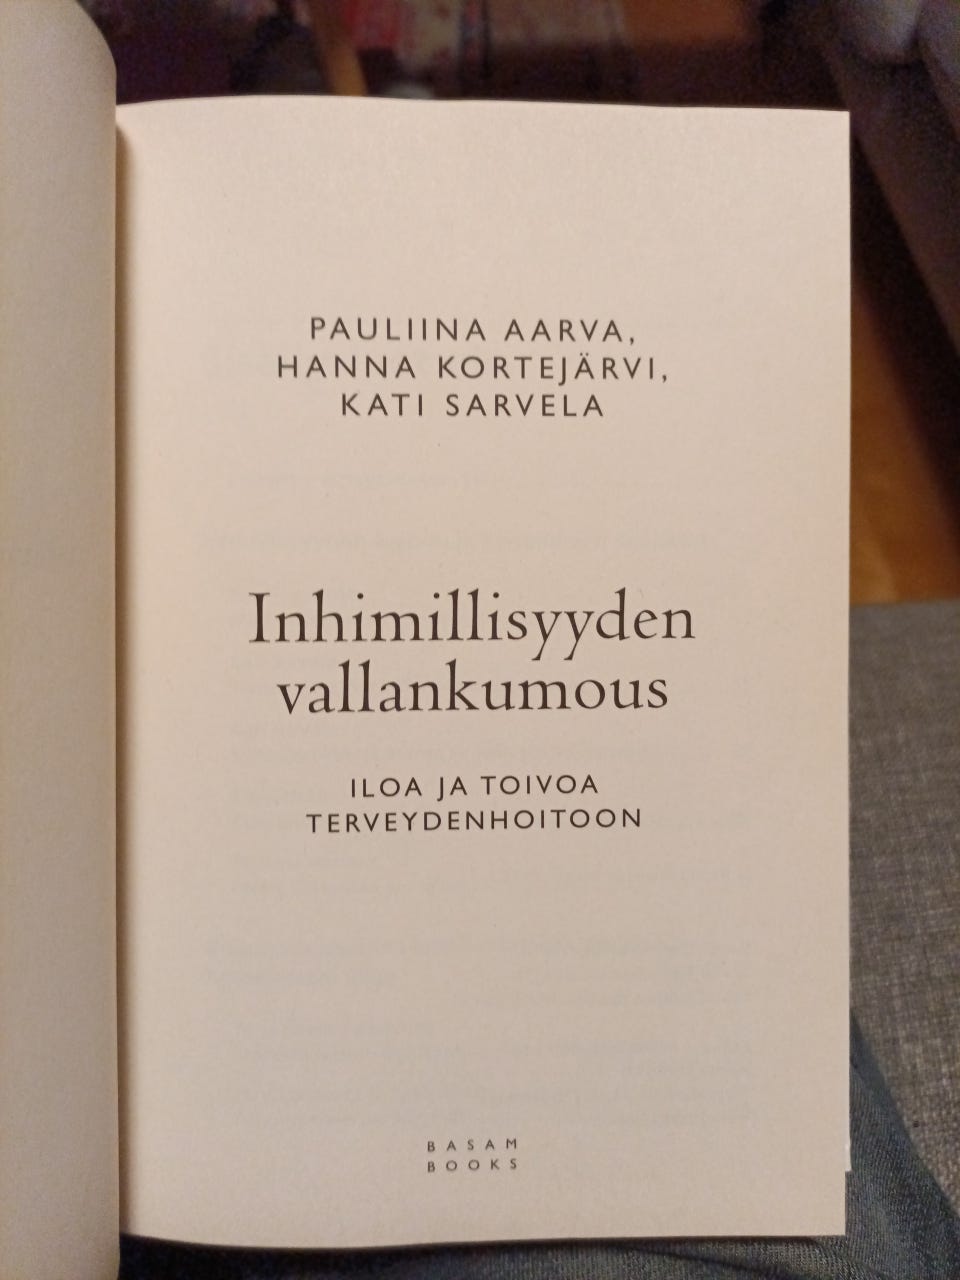 PAULIINA AARVA,
HANNA KORTEJÄRVI,
KATI SARVELA
Inhimillisyyden
vallankumous
ILOA JA TOIVOA
TERVEYDENHOITOON
BASAM
BOOKS